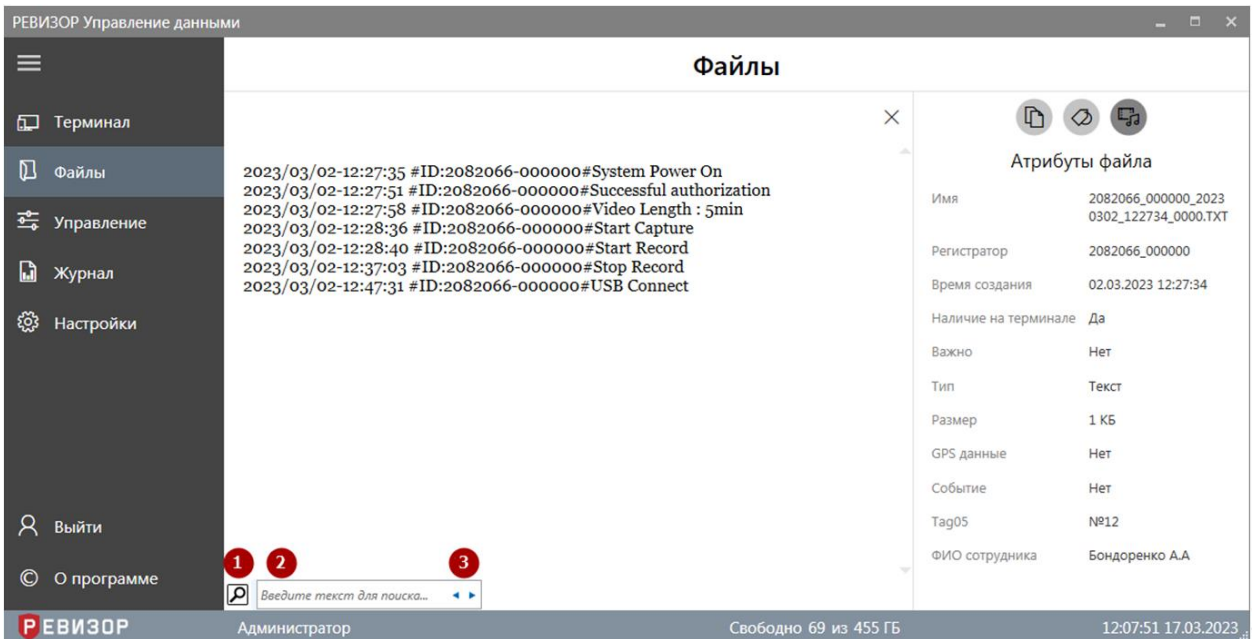 РЕВИЗОР Управление данными
Файлы
Терминал
Файлы
Управление
Журнал
Настройки
Выйти
О программе
2023/03/02-12:27:35 #ID:2082066-000000#System Power On
2023/03/02-12:27:51 #ID:2082066-000000#Successful authorization
2023/03/02-12:27:58 #ID:2082066-000000#Video Length : 5min
2023/03/02-12:28:36 #ID:2082066-000000#Start Capture
2023/03/02-12:28:40 #ID:2082066-000000#Start Record
2023/03/02-12:37:03 #ID:2082066-000000#Stop Record
2023/03/02-12:47:31 #ID:2082066-000000#USB Connect
1 2 3
Введите текст для поиска...
Атрибуты файла
Имя 2082066_000000_2023
0302_122734_0000.TXT
Регистратор 2082066_000000
Время создания 02.03.2023 12:27:34
Наличие на терминале Да
Важно Нет
Тип Текст
Размер 1 КБ
GPS данные Нет
Событие Нет
Tag05 №12
ФИО сотрудника Бондоренко А.А
РЕВИЗОР Администратор Свободно 69 из 455 ГБ 12:07:51 17.03.2023